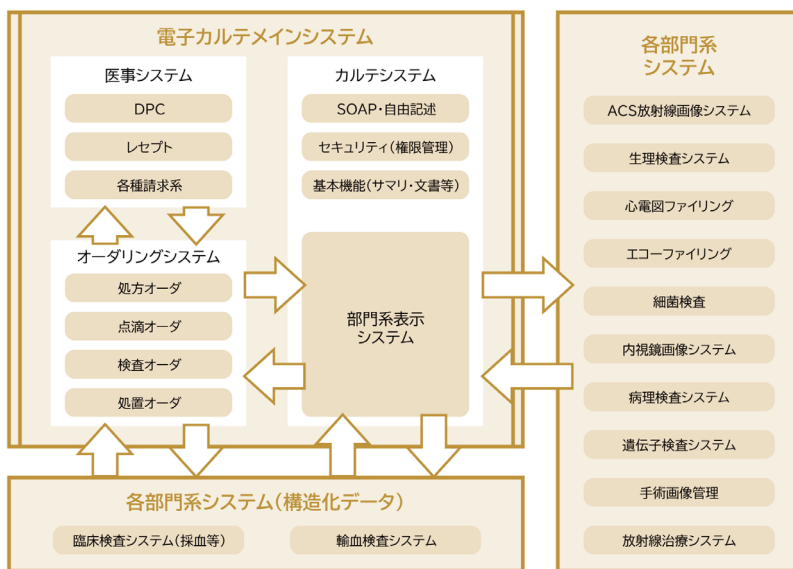 電子カルテメインシステム
医事システム
DPC
レセプト
各種請求系
オーダリングシステム
処方オーダ
点滴オーダ
検査オーダ
処置オーダ
カルテシステム
SOAP・自由記述
セキュリティ(権限管理)
基本機能(サマリ・文書等)
部門系表示
システム
各部門系システム(構造化データ)
臨床検査システム(採血等)
輸血検査システム
各部門系
システム
ACS放射線画像システム
生理検査システム
心電図ファイリング
エコーファイリング
細菌検査
内視鏡画像システム
病理検査システム
遺伝子検査システム
手術画像管理
放射線治療システム